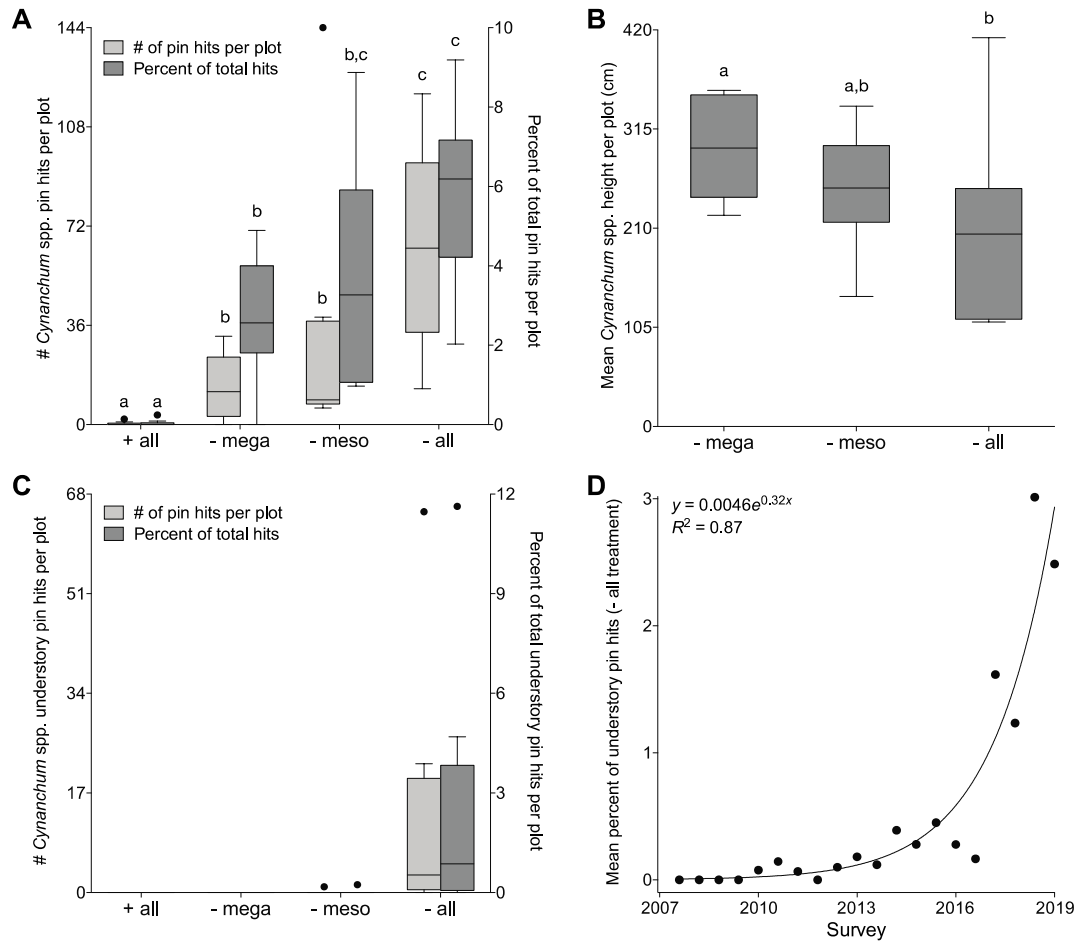 A
# Cynanchum spp. pin hits per plot
144
108
72
36
0
# of pin hits per plot
Percent of total hits
a
a
b
b
b
b,c
c
c
10
8
6
4
2
0
Percent of total pin hits per plot
+ all
- mega
- meso
- all
B
Mean Cynanchum spp. height per plot (cm)
420
315
210
105
0
a
a,b
b
- mega
- meso
- all
C
# Cynanchum spp. understory pin hits per plot
68
51
34
17
0
# of pin hits per plot
Percent of total hits
12
9
6
3
0
Percent of total understory pin hits per plot
+ all
- mega
- meso
- all
D
Mean percent of understory pin hits (- all treatment)
3
2
1
0
y = 0.0046e^0.32x
R² = 0.87
2007
2010
2013
2016
2019
Survey